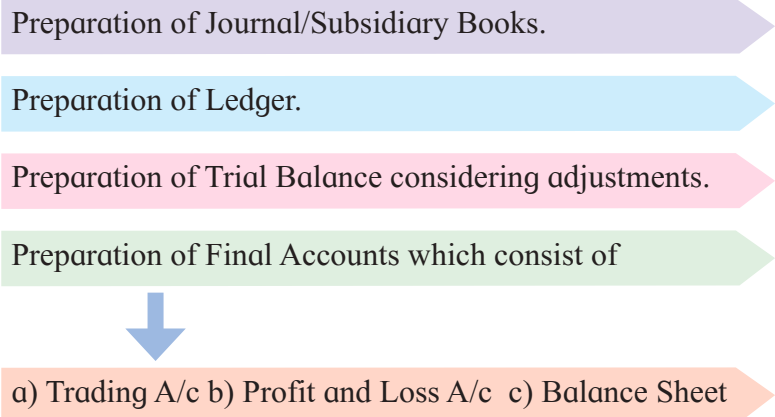 Preparation of Journal/Subsidiary Books.
Preparation of Ledger.
Preparation of Trial Balance considering adjustments.
Preparation of Final Accounts which consist of
a) Trading A/c b) Profit and Loss A/c c) Balance Sheet